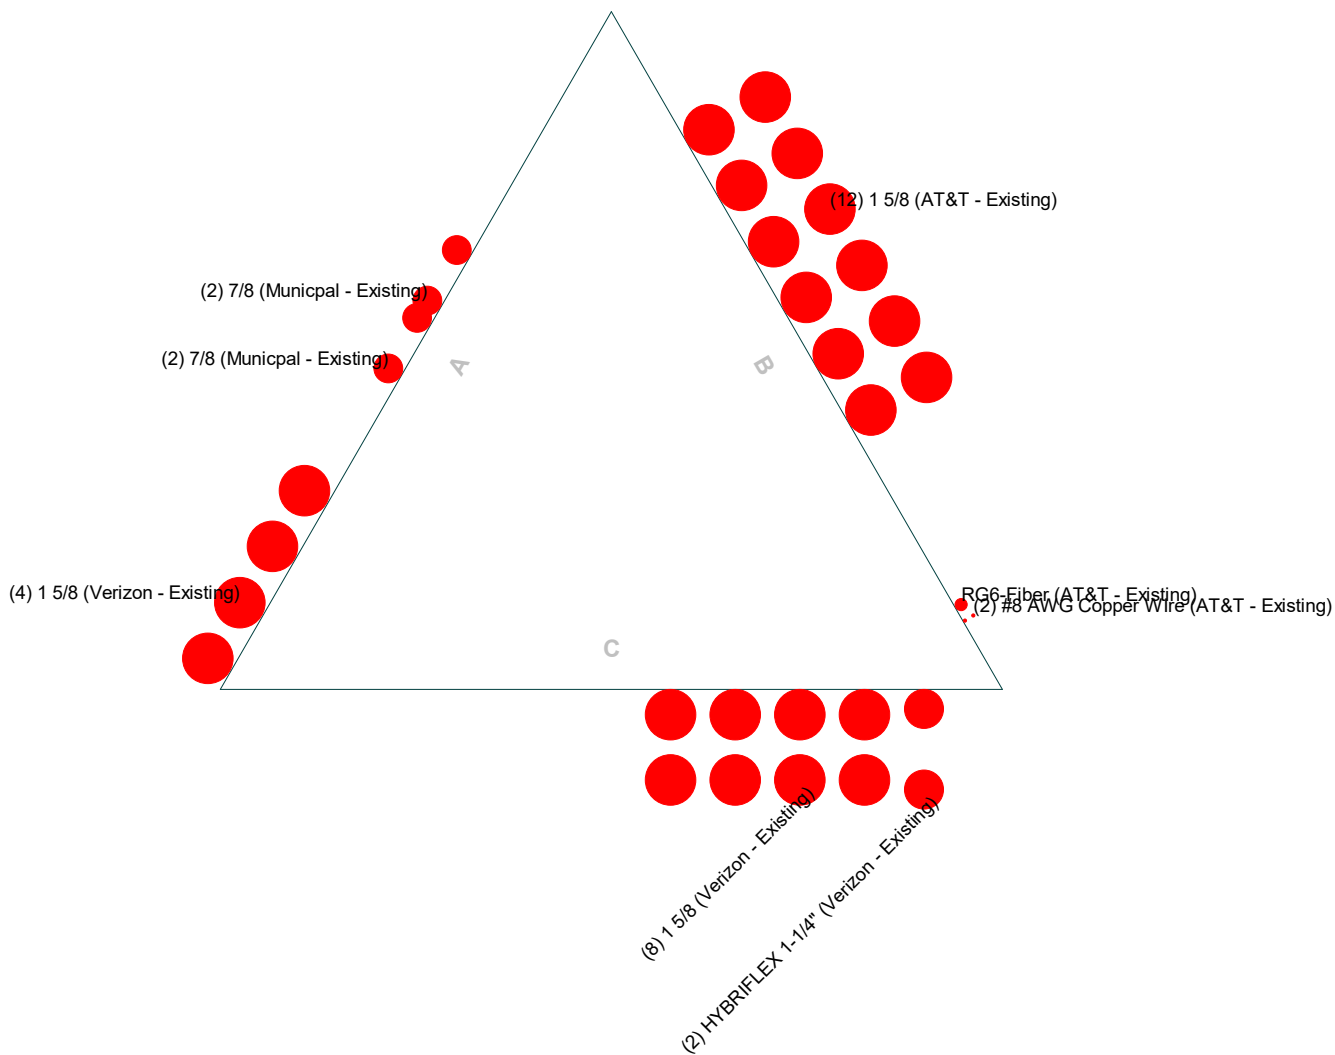 (12) 1 5/8 (AT&T - Existing)
(2) 7/8 (Municpal - Existing)
(2) 7/8 (Municpal - Existing)
A
B
(4) 1 5/8 (Verizon - Existing)
RG6-Fiber (AT&T - Existing)
(2) #8 AWG Copper WIre (AT&T - Existing)
C
(8) 1 5/8 (Verizon - Existing)
(2) HYBRIFLEX 1-1/4" (Verizon - Existing)